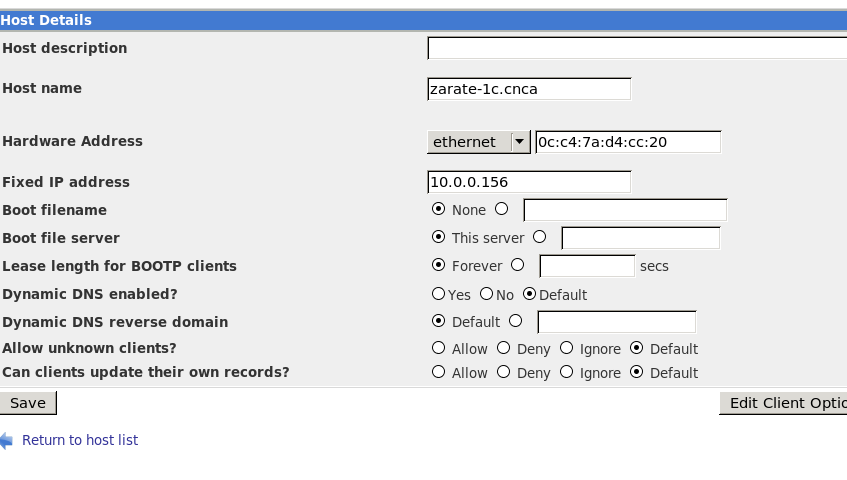 Host Details
Host description
Host name zarate-1c.cnca
Hardware Address ethernet 0c:c4:7a:d4:cc:20
Fixed IP address 10.0.0.156
Boot filename None
Boot file server This server
Lease length for BOOTP clients Forever secs
Dynamic DNS enabled? Yes No Default
Dynamic DNS reverse domain Default
Allow unknown clients? Allow Deny Ignore Default
Can clients update their own records? Allow Deny Ignore Default
Save Edit Client Optio
Return to host list